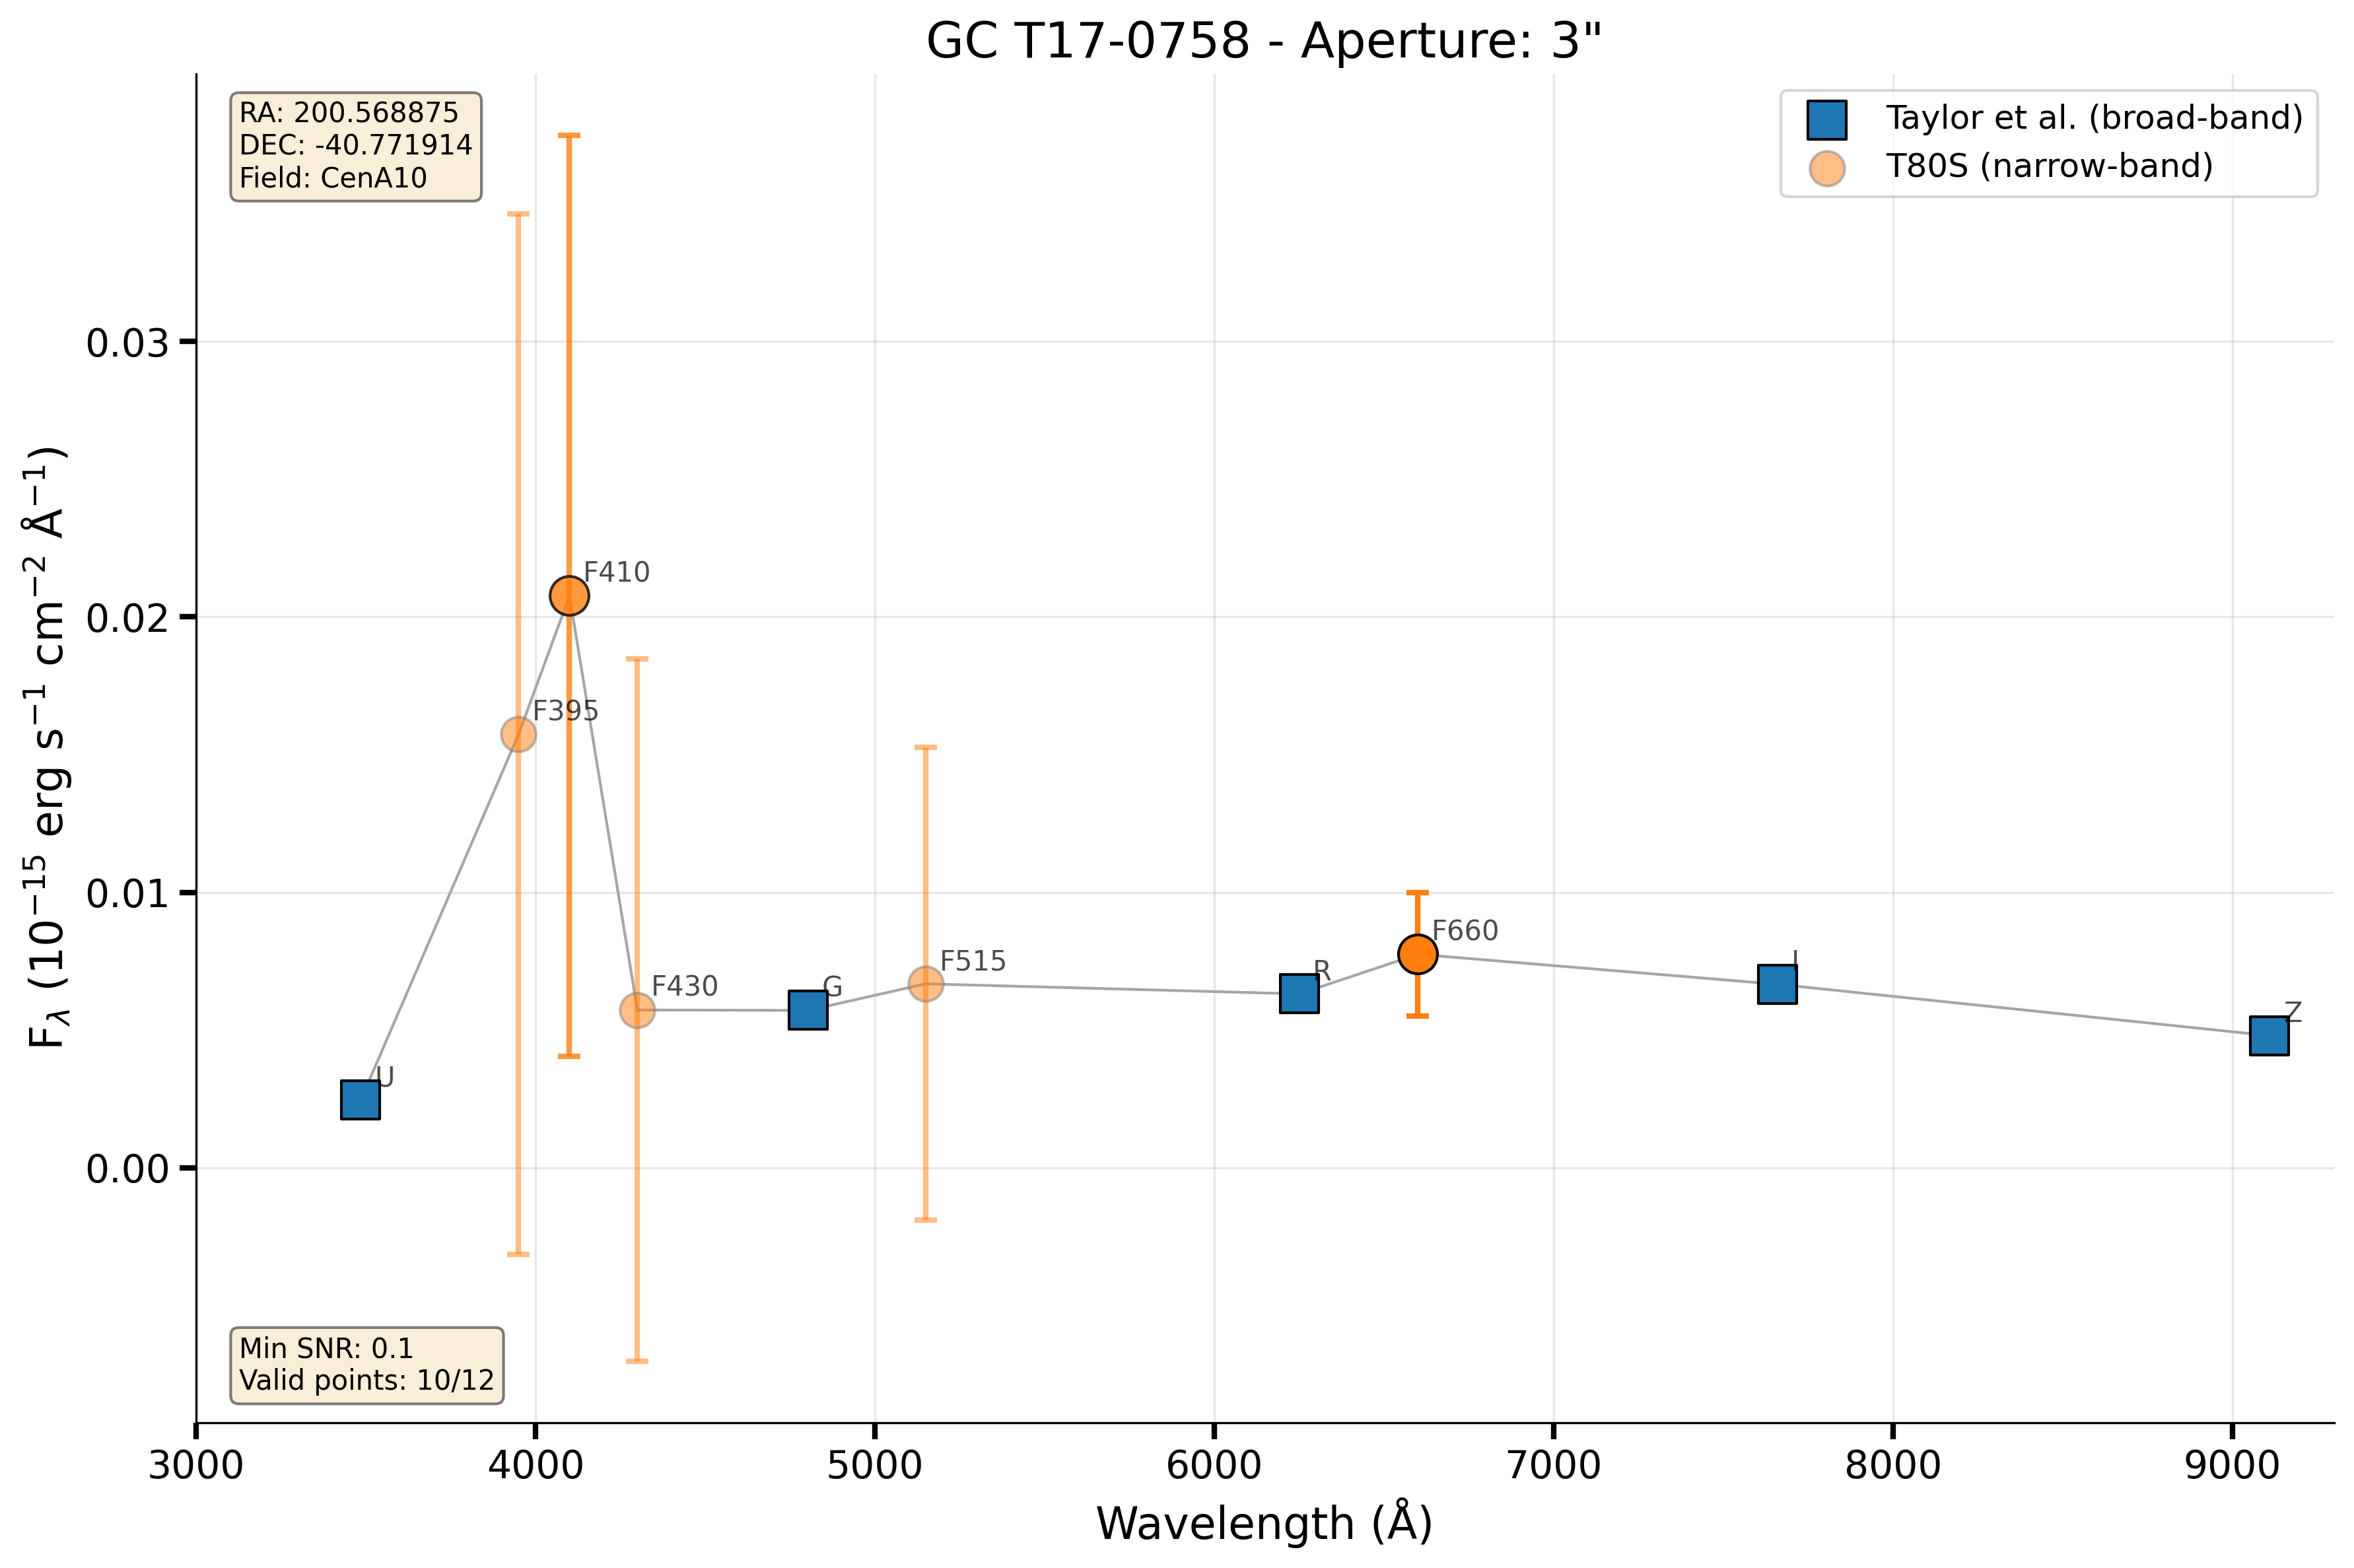 GC T17-0758 - Aperture: 3"
RA: 200.568875
DEC: -40.771914
Field: CenA10
Taylor et al. (broad-band)
T80S (narrow-band)
F410
F395
F430
F515
F660
U
G
R
I
Z
0.03
0.02
0.01
0.00
F_λ (10⁻¹⁵ erg s⁻¹ cm⁻² Å⁻¹)
Min SNR: 0.1
Valid points: 10/12
3000 4000 5000 6000 7000 8000 9000
Wavelength (Å)